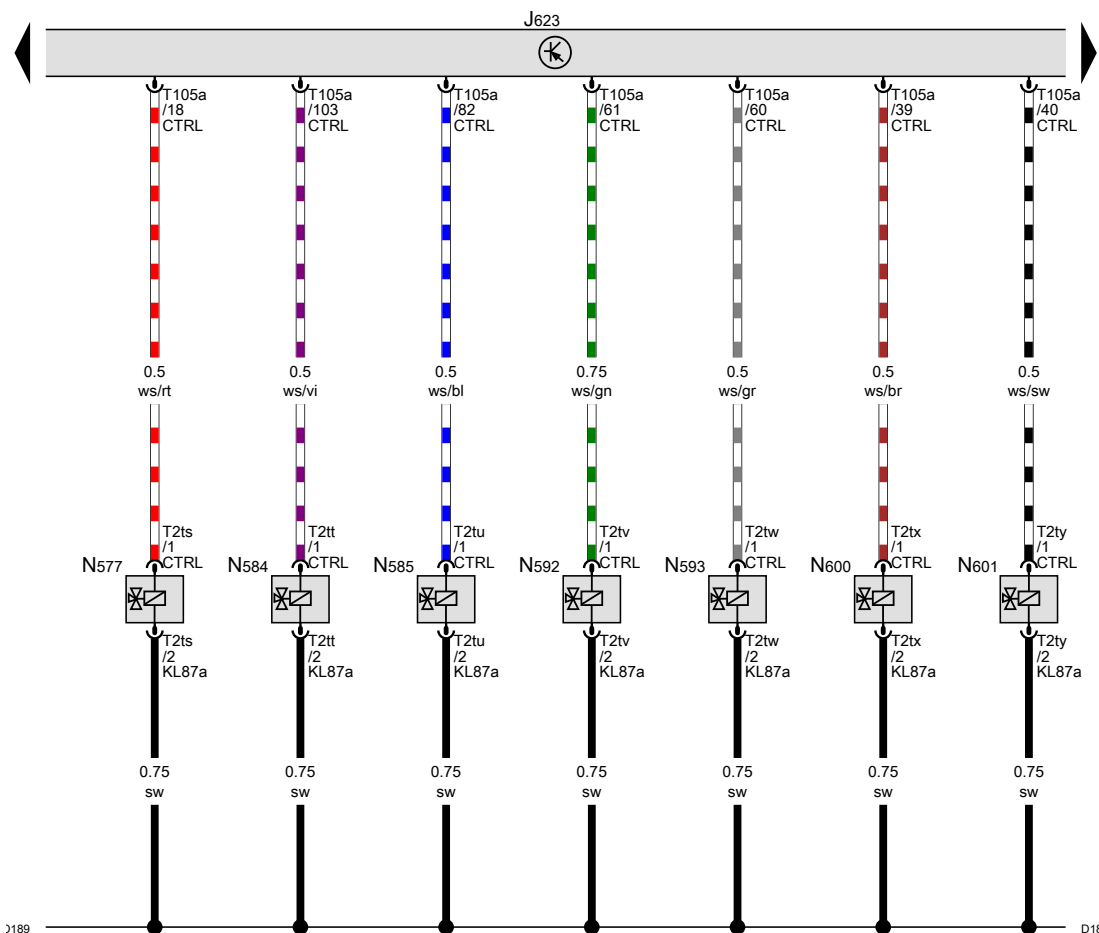 J623
T105a T105a T105a T105a T105a T105a T105a
/18 /103 /82 /61 /60 /39 /40
CTRL CTRL CTRL CTRL CTRL CTRL CTRL
0.5 0.5 0.5 0.75 0.5 0.5 0.5
ws/rt ws/vi ws/bl ws/gn ws/gr ws/br ws/sw
T2ts T2tt T2tu T2tv T2tw T2tx T2ty
/1 /1 /1 /1 /1 /1 /1
N577 CTRL N584 CTRL N585 CTRL N592 CTRL N593 CTRL N600 CTRL N601 CTRL
T2ts T2tt T2tu T2tv T2tw T2tx T2ty
/2 /2 /2 /2 /2 /2 /2
KL87a KL87a KL87a KL87a KL87a KL87a KL87a
0.75 0.75 0.75 0.75 0.75 0.75 0.75
sw sw sw sw sw sw sw